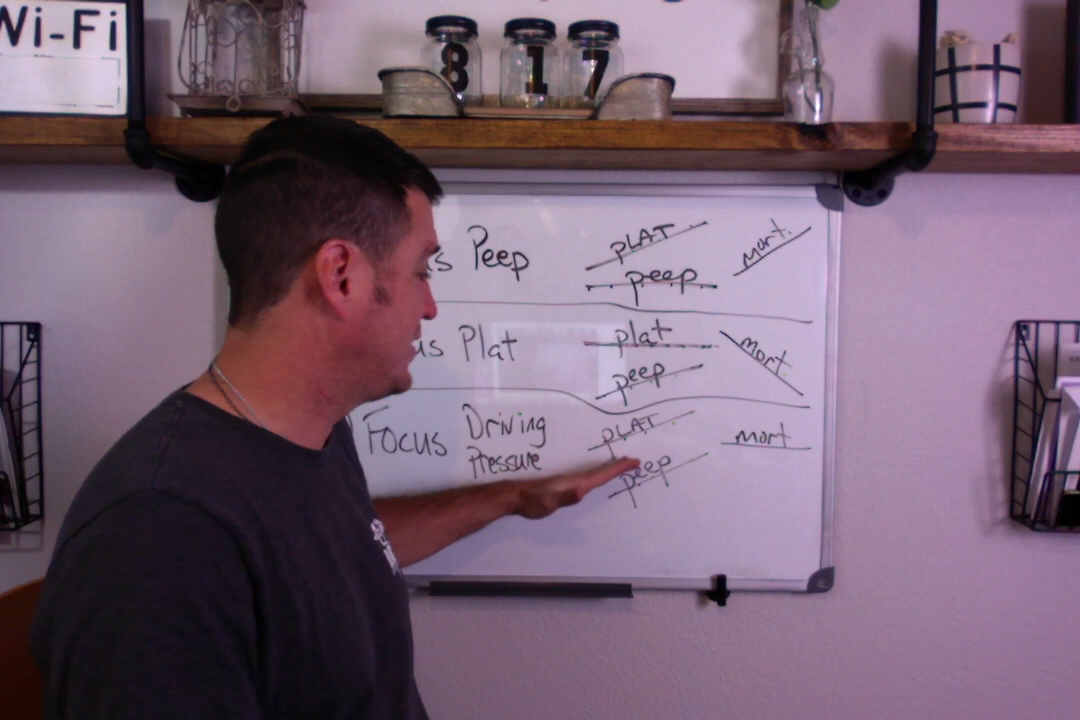 Wi-Fi
8 1 7
Peep PLAT mort.
peep
Plat plat mort
peep
Focus Driving Pressure PLAT mort
peep